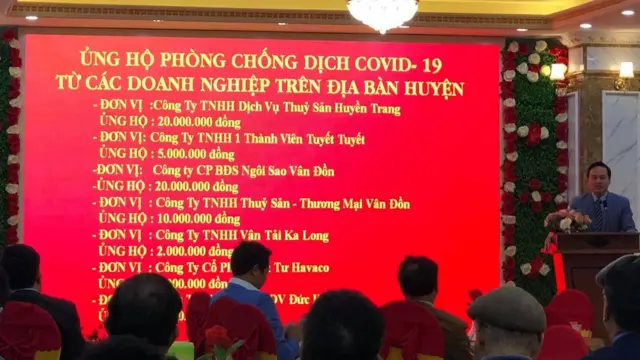 ỦNG HỘ PHÒNG CHỐNG DỊCH COVID- 19
TỪ CÁC DOANH NGHIỆP TRÊN ĐỊA BÀN HUYỆN
- ĐƠN VỊ :Công Ty TNHH Dịch Vụ Thuỷ Sản Huyền Trang
ỦNG HỘ : 20.000.000 đồng
- ĐƠN VỊ: Công Ty TNHH 1 Thành Viên Tuyết Tuyết
ỦNG HỘ : 5.000.000 đồng
-ĐƠN VỊ: Công ty CP BĐS Ngôi Sao Vân Đồn
-ỦNG HỘ : 20.000.000 đồng
- ĐƠN VỊ : Công Ty TNHH Thuỷ Sản - Thương Mại Vân Đồn
ỦNG HỘ : 10.000.000 đồng
- ĐƠN VỊ : Công Ty TNHH Vận Tải Ka Long
ỦNG HỘ : 2.000.000 đồng
- ĐƠN VỊ : Công Ty Cổ Tư Havaco
đồng
Đức